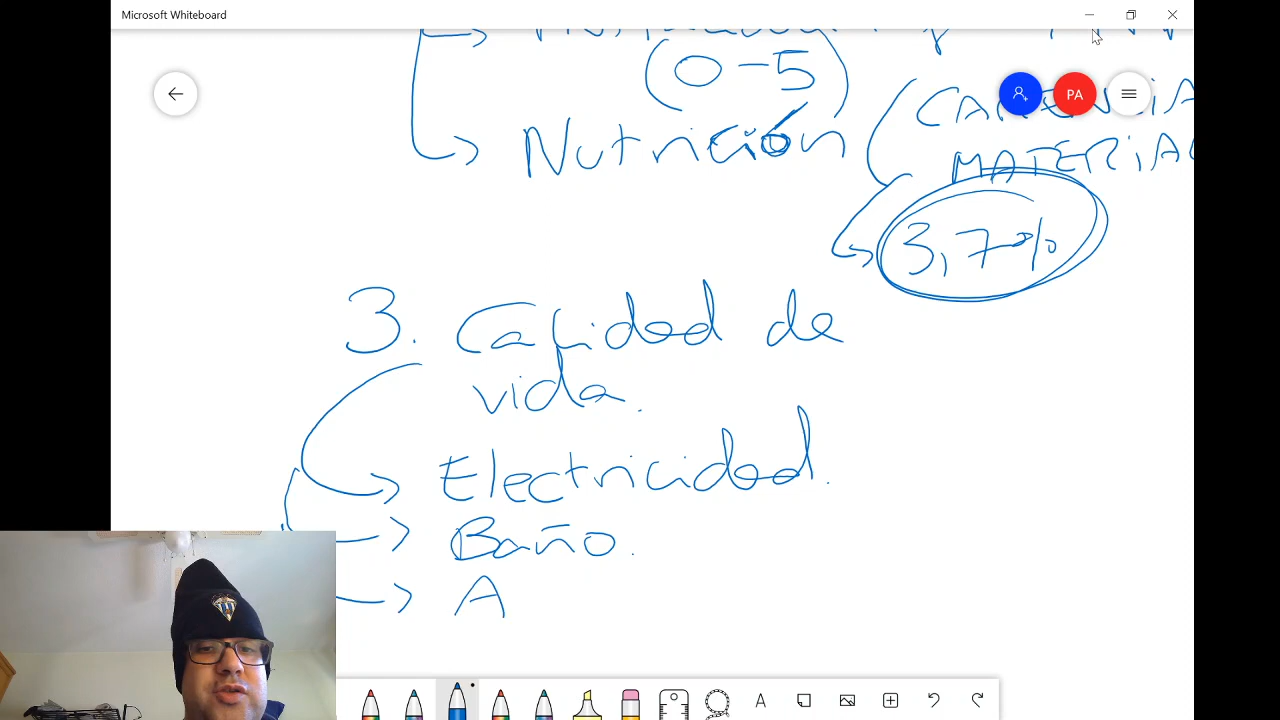 Microsoft Whiteboard
(0-5)
Nutrición
PA
MATERIA
3,7%
3. Calidad de
vida.
Electricidad.
Baño.
A
A